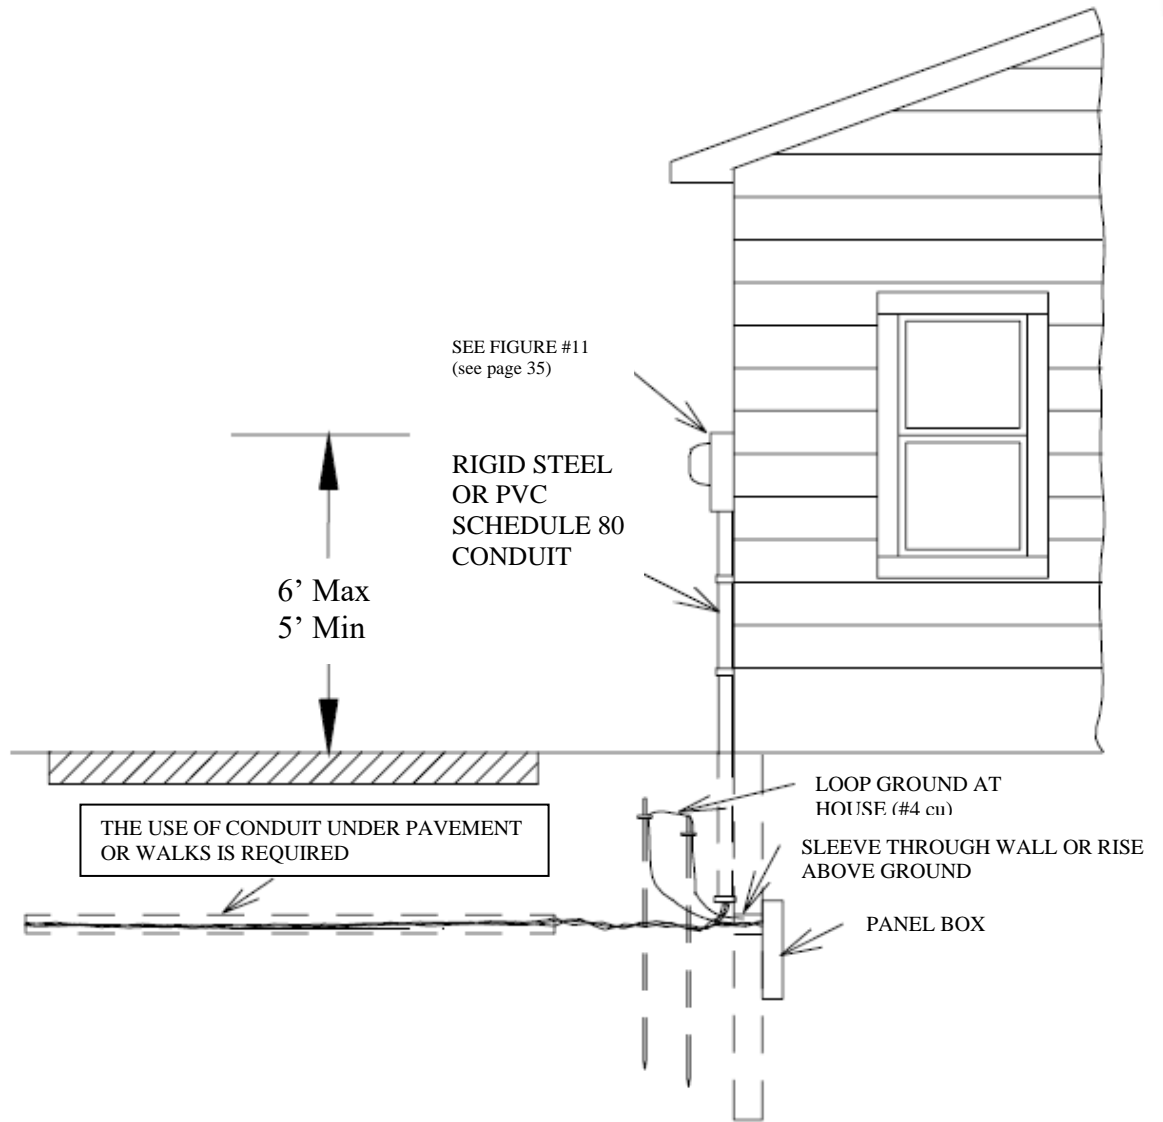 SEE FIGURE #11
(see page 35)
RIGID STEEL
OR PVC
SCHEDULE 80
CONDUIT
6’ Max
5’ Min
LOOP GROUND AT
HOUSE (#4 cu)
THE USE OF CONDUIT UNDER PAVEMENT
OR WALKS IS REQUIRED
SLEEVE THROUGH WALL OR RISE
ABOVE GROUND
PANEL BOX